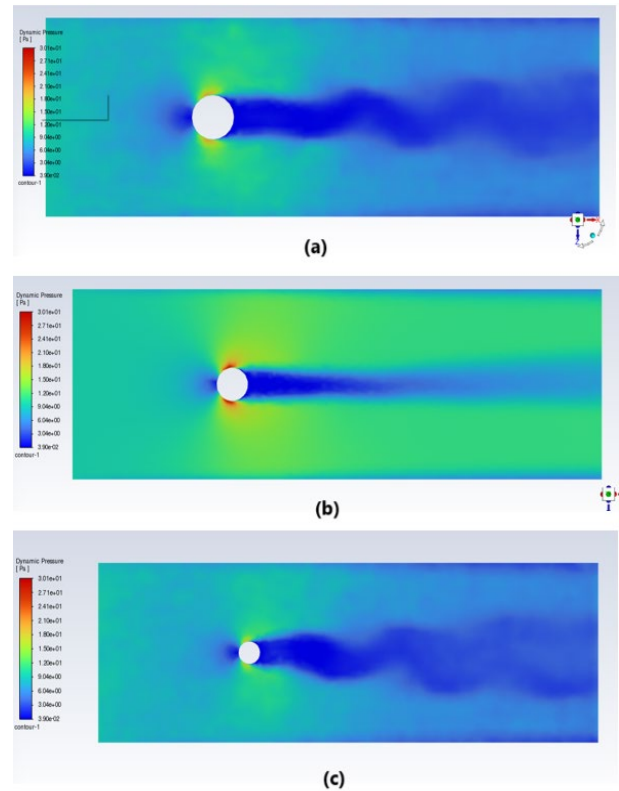 Dynamic Pressure
[ Pa ]
3.01e+01
2.71e+01
2.41e+01
2.10e+01
1.80e+01
1.50e+01
1.20e+01
9.04e+00
6.04e+00
3.04e+00
3.90e-02
contour-1
(a)
Dynamic Pressure
[ Pa ]
3.01e+01
2.71e+01
2.41e+01
2.10e+01
1.80e+01
1.50e+01
1.20e+01
9.04e+00
6.04e+00
3.04e+00
3.90e-02
contour-1
(b)
Dynamic Pressure
[ Pa ]
3.01e+01
2.71e+01
2.41e+01
2.10e+01
1.80e+01
1.50e+01
1.20e+01
9.04e+00
6.04e+00
3.04e+00
3.90e-02
contour-1
(c)